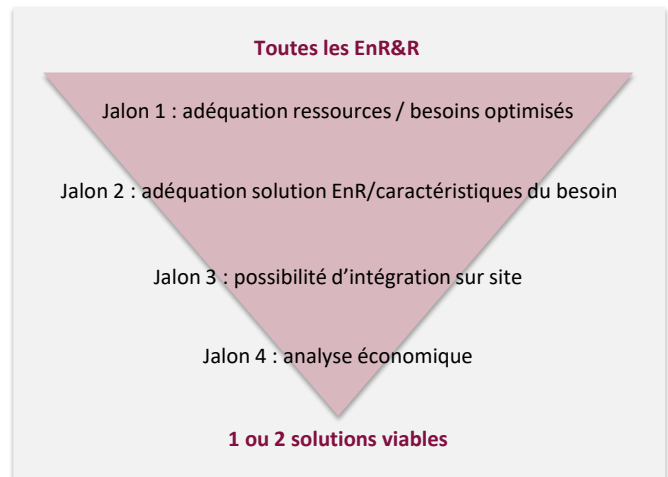 Toutes les EnR&R
Jalon 1 : adéquation ressources / besoins optimisés
Jalon 2 : adéquation solution EnR/caractéristiques du besoin
Jalon 3 : possibilité d’intégration sur site
Jalon 4 : analyse économique
1 ou 2 solutions viables